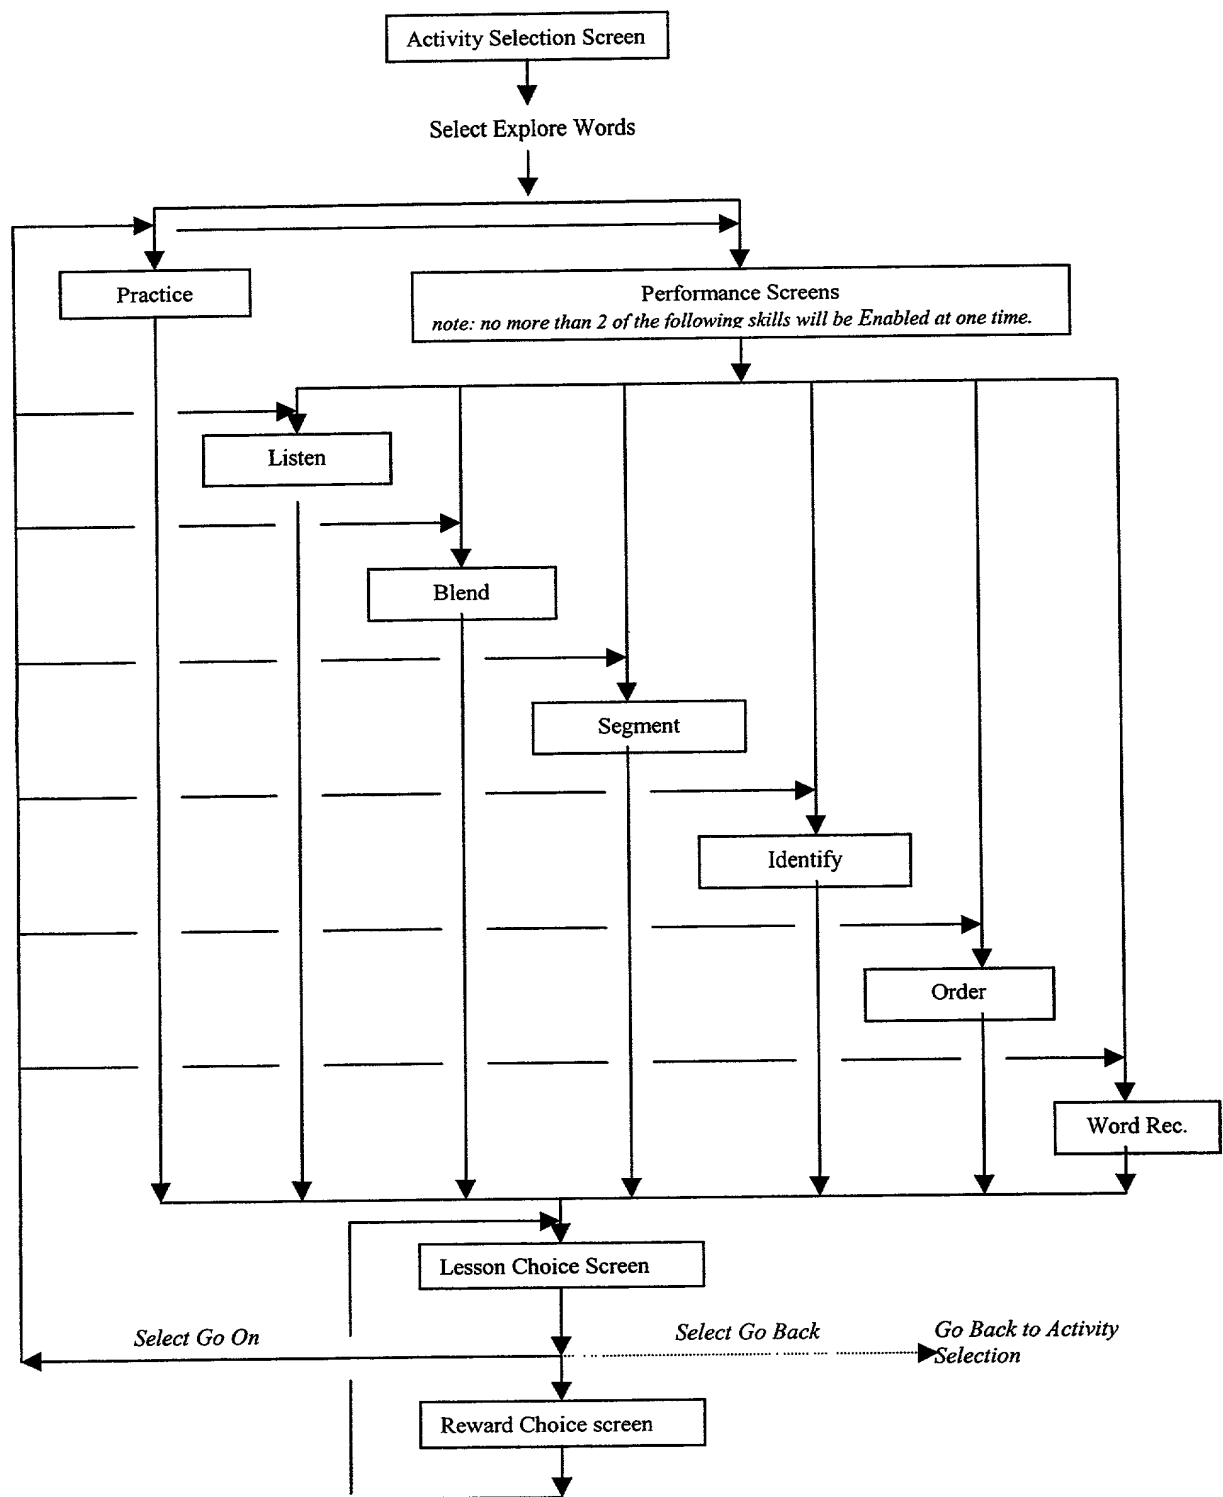 Activity Selection Screen
Select Explore Words
Practice
Performance Screens
note: no more than 2 of the following skills will be Enabled at one time.
Listen
Blend
Segment
Identify
Order
Word Rec.
Lesson Choice Screen
Select Go On
Select Go Back
Go Back to Activity
Selection
Reward Choice screen